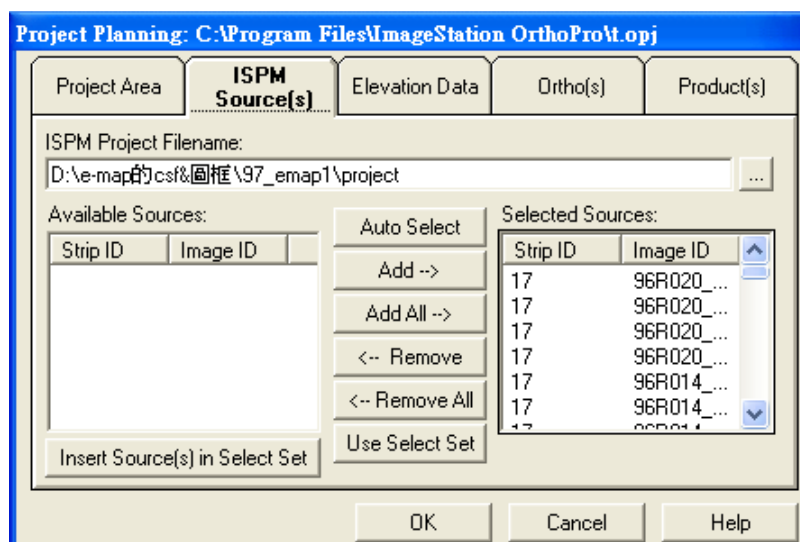 Project Planning: C:\Program Files\ImageStation OrthoPro\t.opj
Project Area
ISPM Source(s)
Elevation Data
Ortho(s)
Product(s)
ISPM Project Filename:
D:\e-map的csf&圖框\97_emap1\project
...
Available Sources:
Strip ID Image ID
Insert Source(s) in Select Set
Auto Select
Add -->
Add All -->
<-- Remove
<-- Remove All
Use Select Set
Selected Sources:
Strip ID Image ID
17 96R020_...
17 96R020_...
17 96R020_...
17 96R020_...
17 96R014_...
17 96R014_...
OK
Cancel
Help